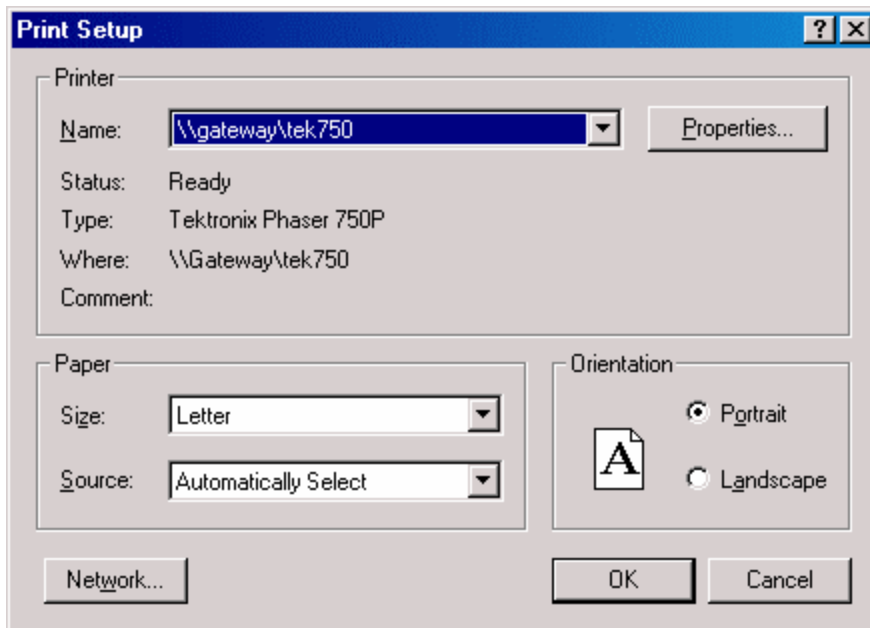 Print Setup
Printer
Name: \\gateway\tek750 Properties...
Status: Ready
Type: Tektronix Phaser 750P
Where: \\Gateway\tek750
Comment:
Paper
Size: Letter
Source: Automatically Select
Orientation
A
Portrait
Landscape
Network... OK Cancel